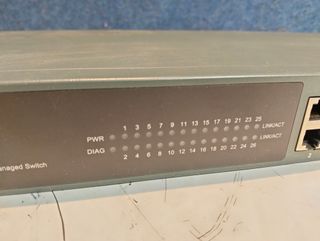 1 3 5 7 9 11 13 15 17 19 21 23 25
PWR LINK/ACT
DIAG LINK/ACT
2 4 6 8 10 12 14 16 18 20 22 24 26
anaged Switch
2